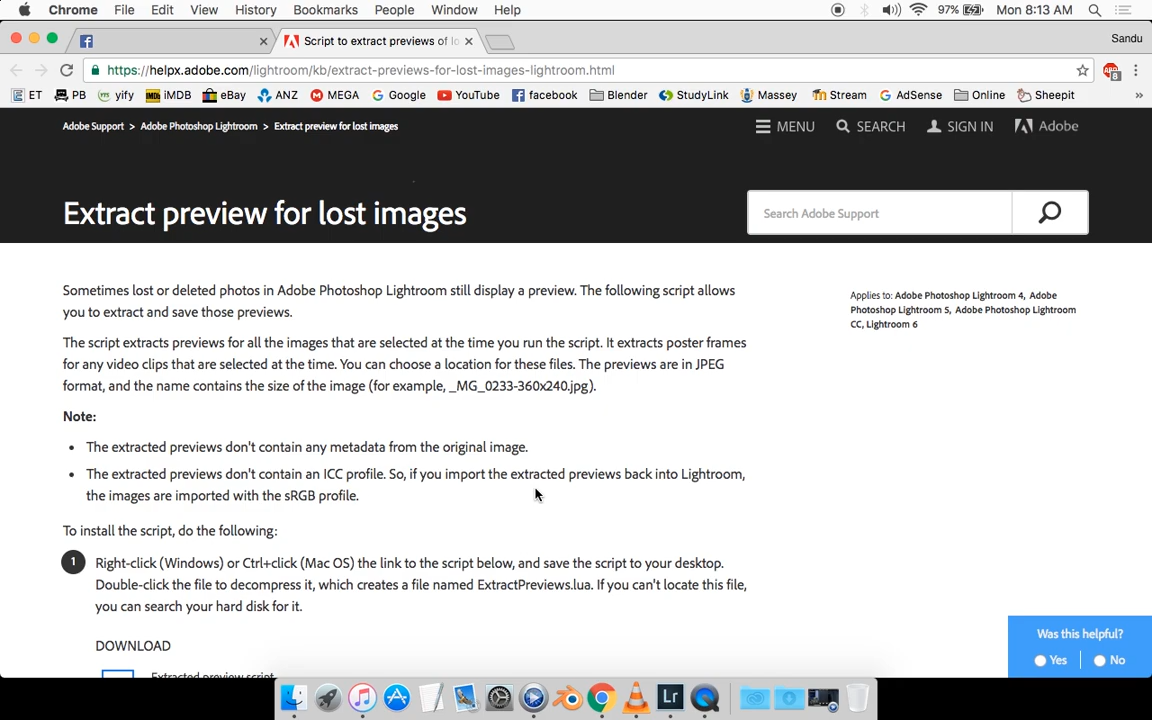 Chrome File Edit View History Bookmarks People Window Help 97% Mon 8:13 AM
Script to extract previews of lo Sandu
https://helpx.adobe.com/lightroom/kb/extract-previews-for-lost-images-lightroom.html
ET PB yify iMDB eBay ANZ MEGA Google YouTube facebook Blender StudyLink Massey Stream AdSense Online Sheepit »
Adobe Support > Adobe Photoshop Lightroom > Extract preview for lost images MENU SEARCH SIGN IN Adobe
Extract preview for lost images
Search Adobe Support
Sometimes lost or deleted photos in Adobe Photoshop Lightroom still display a preview. The following script allows
you to extract and save those previews.
The script extracts previews for all the images that are selected at the time you run the script. It extracts poster frames
for any video clips that are selected at the time. You can choose a location for these files. The previews are in JPEG
format, and the name contains the size of the image (for example, _MG_0233-360x240.jpg).
Applies to: Adobe Photoshop Lightroom 4, Adobe
Photoshop Lightroom 5, Adobe Photoshop Lightroom
CC, Lightroom 6
Note:
• The extracted previews don't contain any metadata from the original image.
• The extracted previews don't contain an ICC profile. So, if you import the extracted previews back into Lightroom,
the images are imported with the sRGB profile.
To install the script, do the following:
1 Right-click (Windows) or Ctrl+click (Mac OS) the link to the script below, and save the script to your desktop.
Double-click the file to decompress it, which creates a file named ExtractPreviews.lua. If you can't locate this file,
you can search your hard disk for it.
DOWNLOAD
Extracted preview script
Was this helpful?
Yes No
Lr